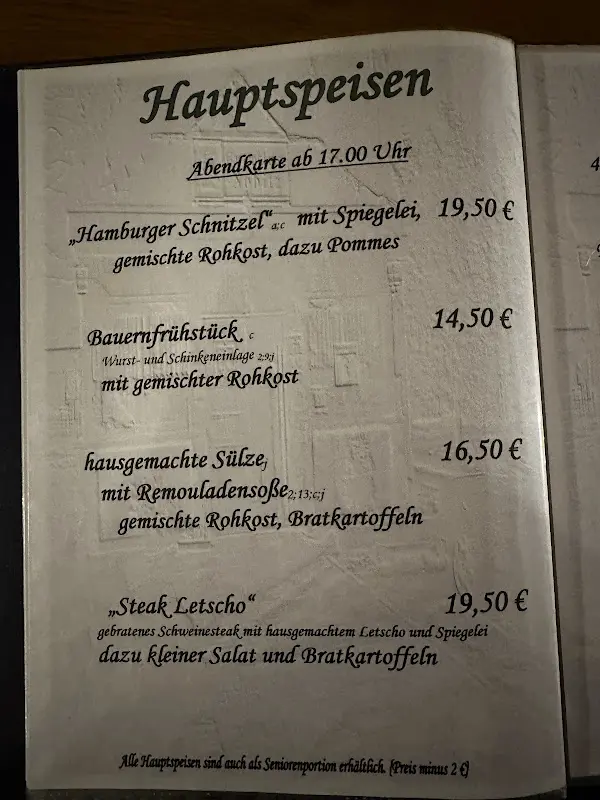 Hauptspeisen
Abendkarte ab 17.00 Uhr
„Hamburger Schnitzel“a;c mit Spiegelei, 19,50 €
gemischte Rohkost, dazu Pommes
Bauernfrühstück c 14,50 €
Wurst- und Schinkeneinlage 2;9;j
mit gemischter Rohkost
hausgemachte Sülzej 16,50 €
mit Remouladensoße2;13;c;j
gemischte Rohkost, Bratkartoffeln
„Steak Letscho“ 19,50 €
gebratenes Schweinesteak mit hausgemachtem Letscho und Spiegelei
dazu kleiner Salat und Bratkartoffeln
Alle Hauptspeisen sind auch als Seniorenportion erhältlich. (Preis minus 2 €)
4